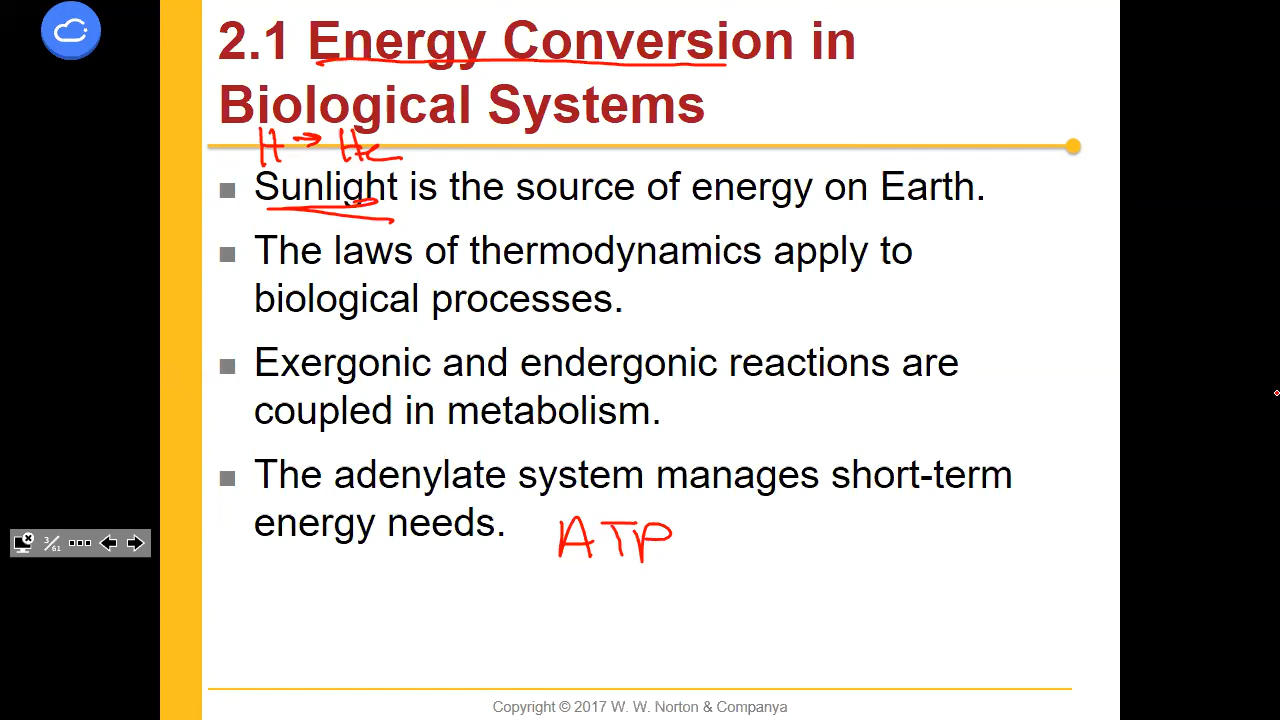 2.1 Energy Conversion in
Biological Systems
H → He
■ Sunlight is the source of energy on Earth.
■ The laws of thermodynamics apply to
biological processes.
■ Exergonic and endergonic reactions are
coupled in metabolism.
■ The adenylate system manages short-term
energy needs.
ATP
3/61
Copyright © 2017 W. W. Norton & Companya